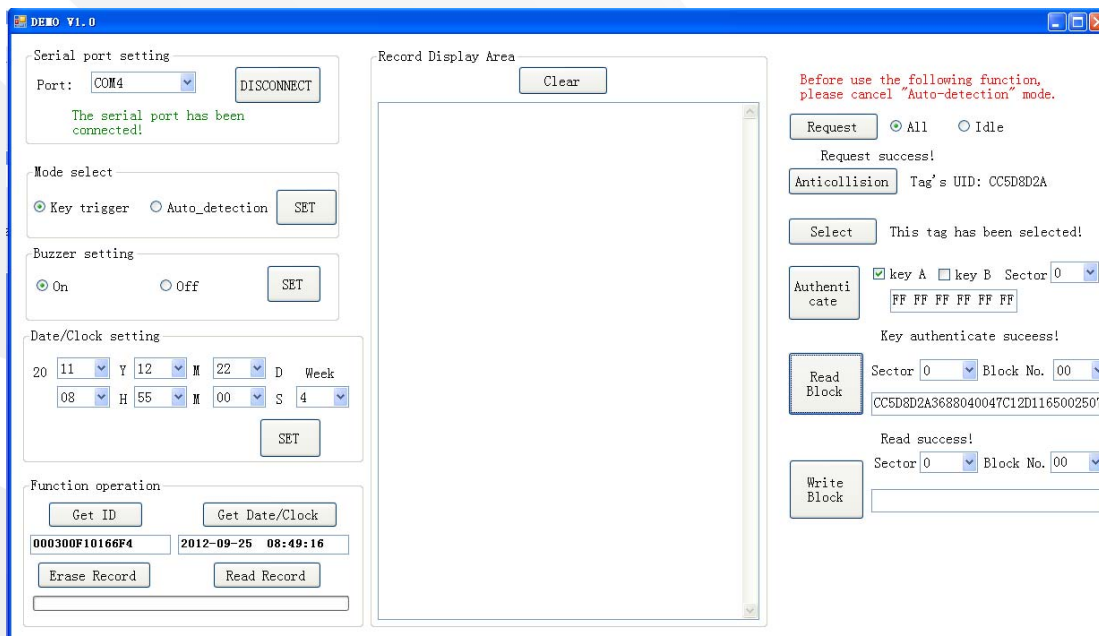 DEMO V1.0
Serial port setting
Port: COM4 DISCONNECT
The serial port has been
connected!
Mode select
Key trigger Auto_detection SET
Buzzer setting
On Off SET
Date/Clock setting
20 11 Y 12 M 22 D Week
08 H 55 M 00 S 4
SET
Function operation
Get ID Get Date/Clock
000300F10166F4 2012-09-25 08:49:16
Erase Record Read Record
Record Display Area
Clear
Before use the following function,
please cancel "Auto-detection" mode.
Request All Idle
Request success!
Anticollision Tag's UID: CC5D8D2A
Select This tag has been selected!
Authenti
cate
key A key B Sector 0
FF FF FF FF FF FF
Key authenticate suceess!
Read
Block
Sector 0 Block No. 00
CC5D8D2A3688040047C12D1165002507
Read success!
Write
Block
Sector 0 Block No. 00